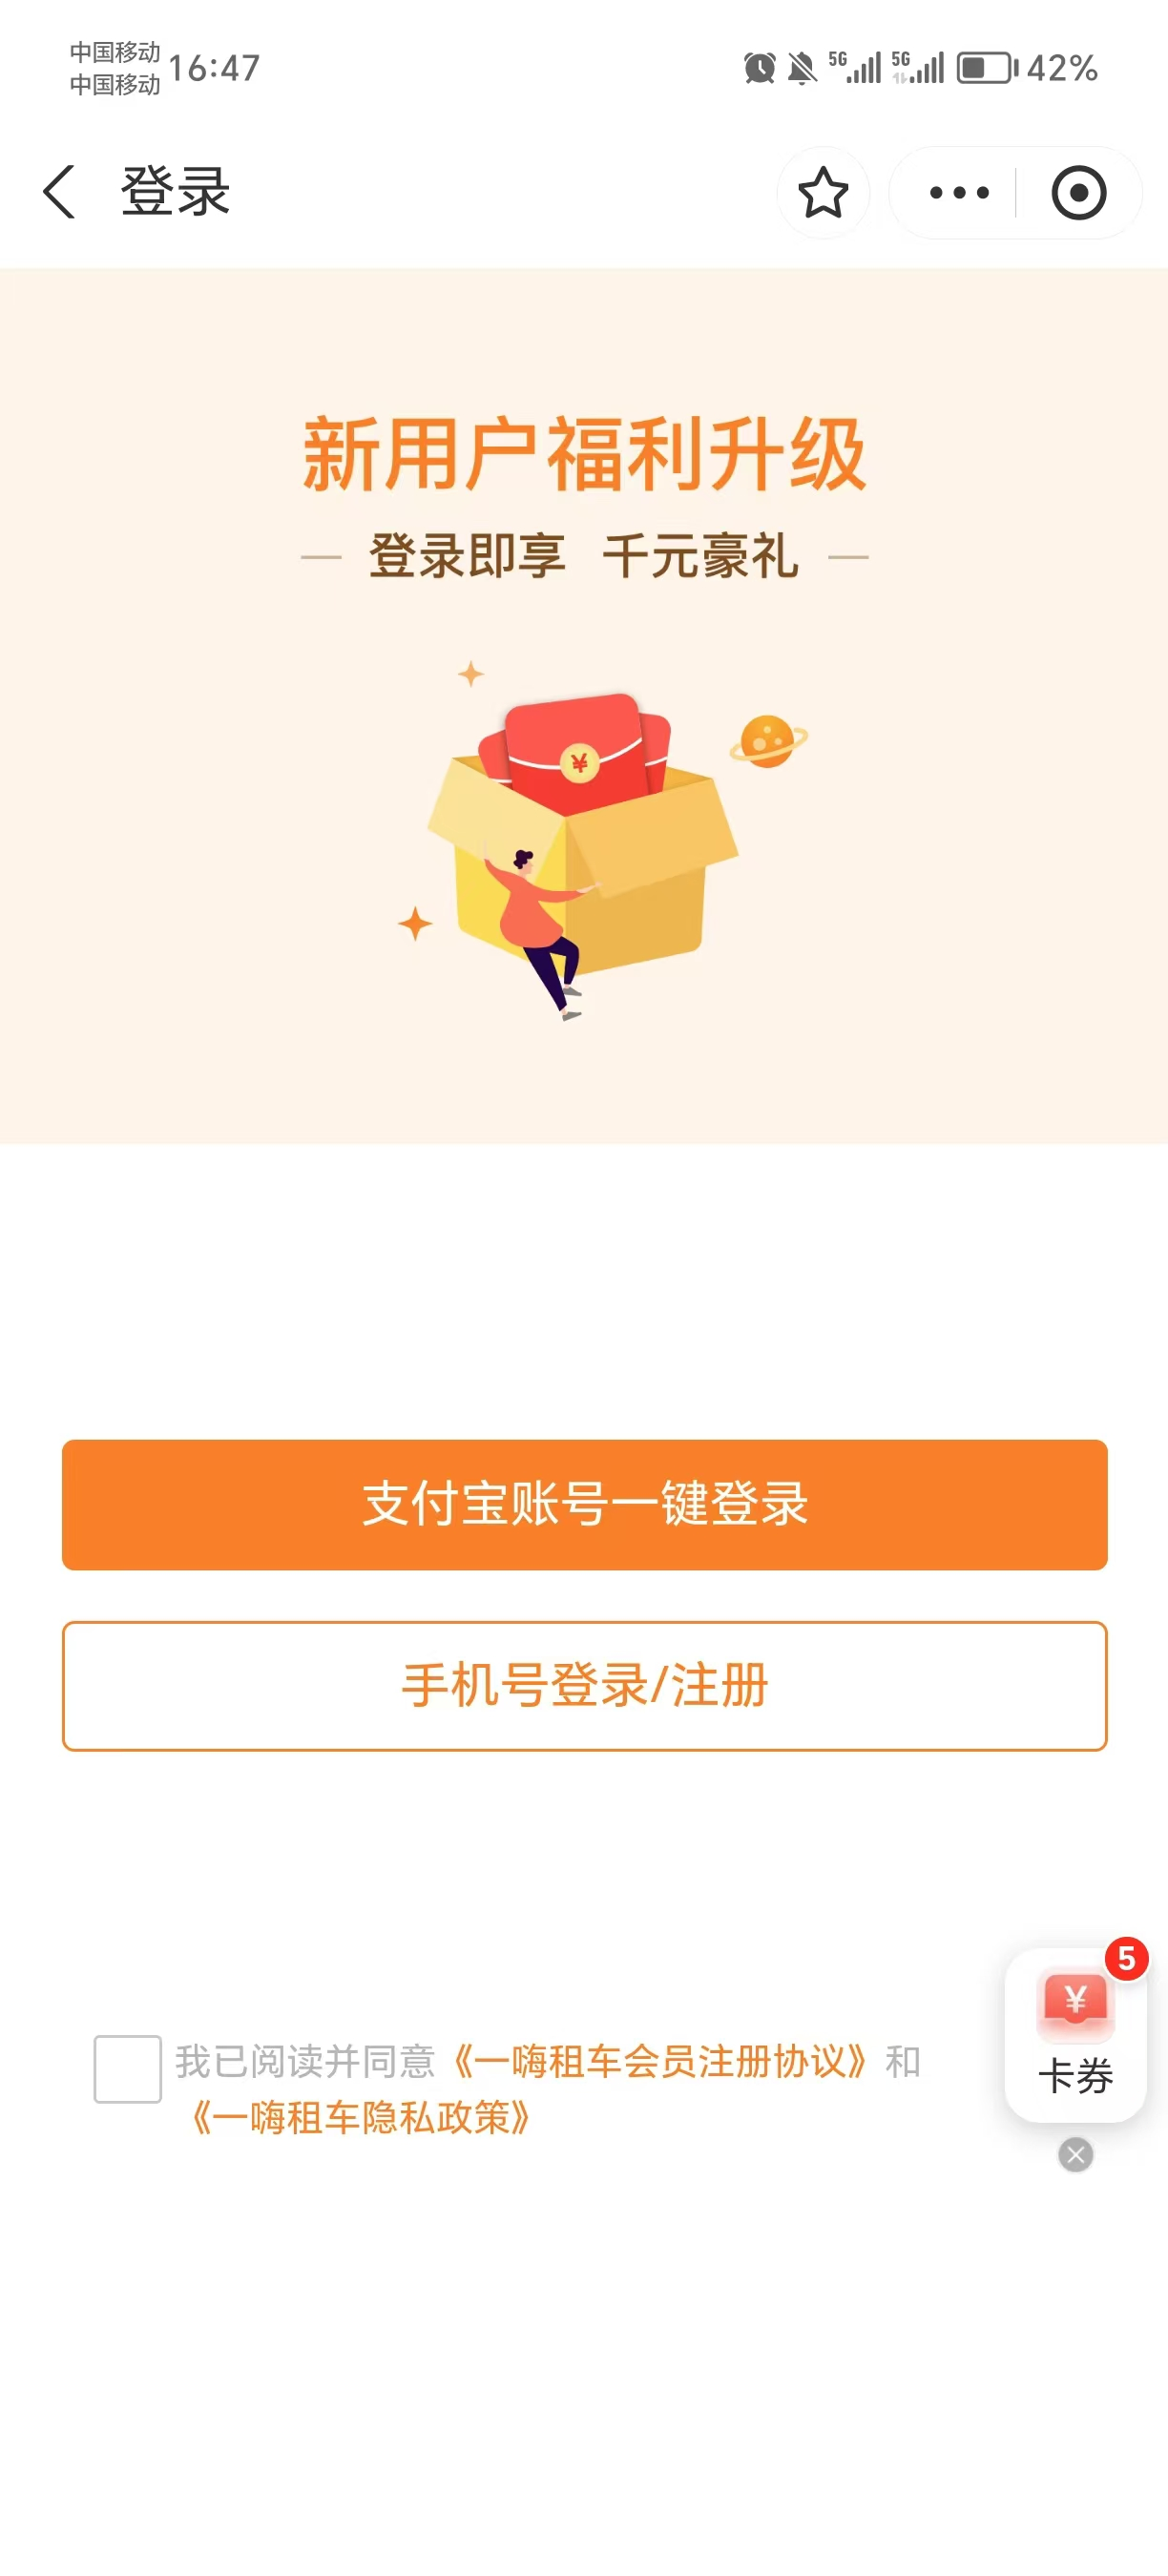 中国移动
中国移动
16:47
5G
5G
42%
登录
新用户福利升级
登录即享 千元豪礼
¥
支付宝账号一键登录
手机号登录/注册
5
¥
卡券
我已阅读并同意《一嗨租车会员注册协议》和
《一嗨租车隐私政策》